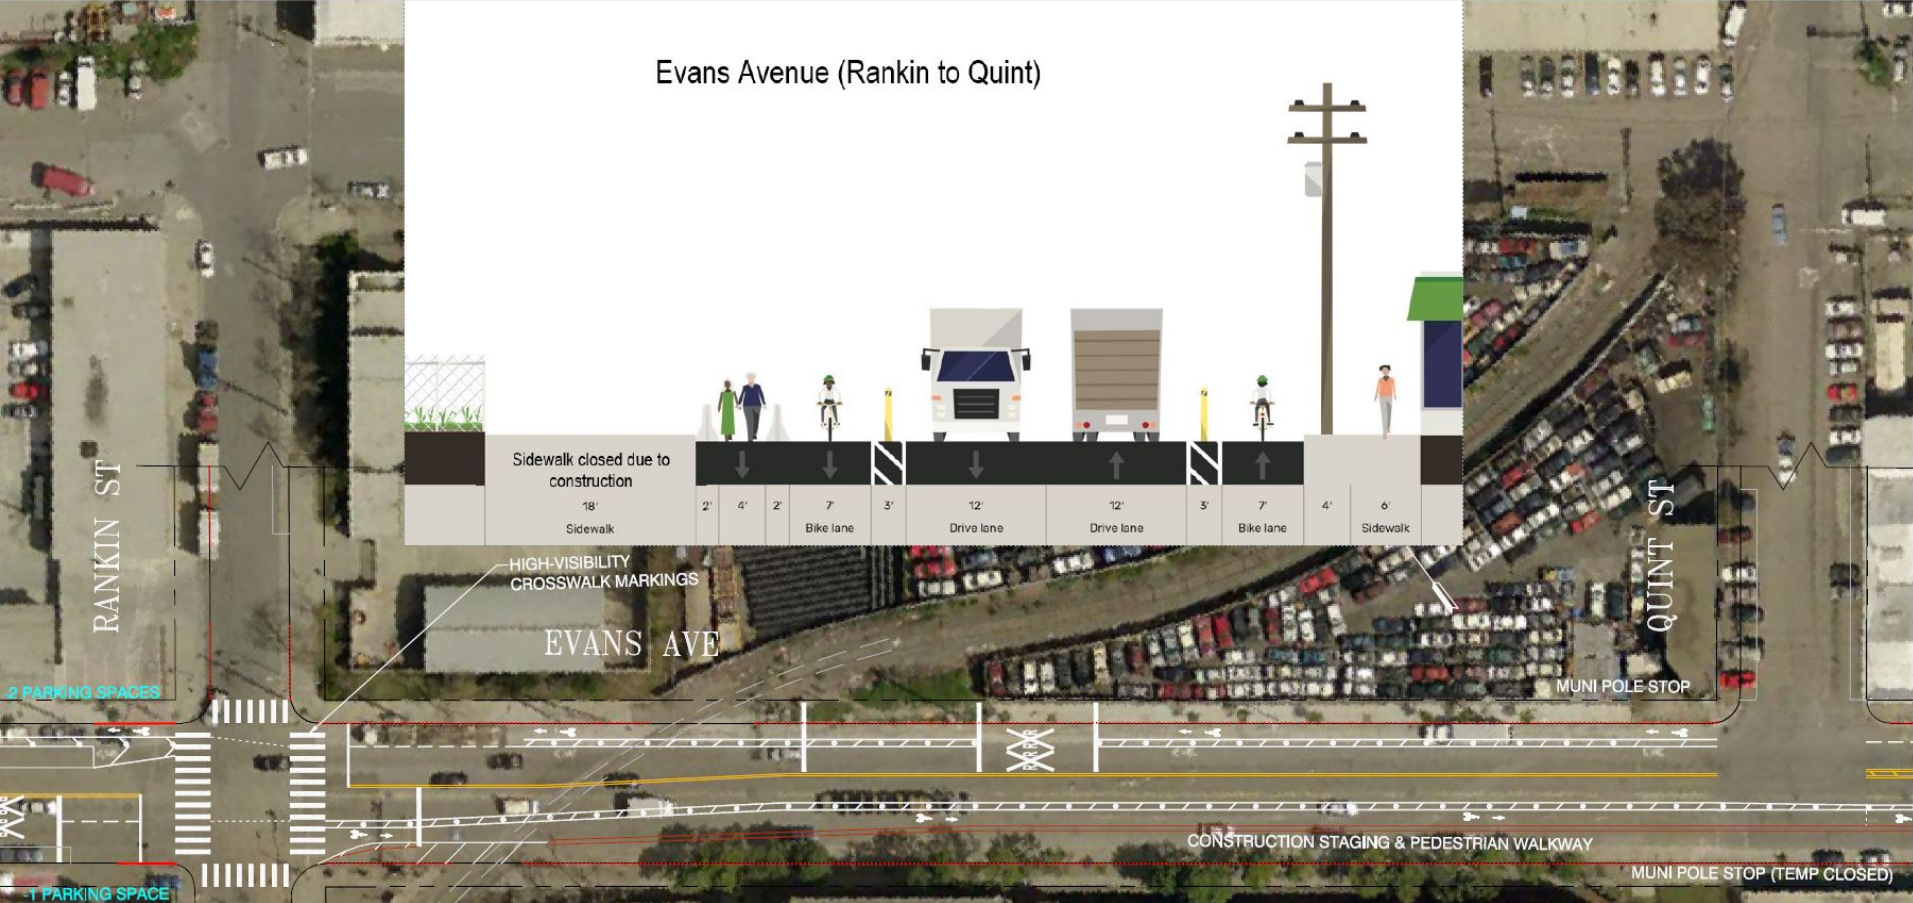 Evans Avenue (Rankin to Quint)
Sidewalk closed due to
construction
18'
2'
4'
2'
7'
3'
12'
12'
3'
7'
4'
6'
Sidewalk
Bike lane
Drive lane
Drive lane
Bike lane
Sidewalk
RANKIN ST
HIGH-VISIBILITY
CROSSWALK MARKINGS
EVANS AVE
QUINT ST
2 PARKING SPACES
MUNI POLE STOP
RXR RXR
CONSTRUCTION STAGING & PEDESTRIAN WALKWAY
MUNI POLE STOP (TEMP CLOSED)
-1 PARKING SPACE